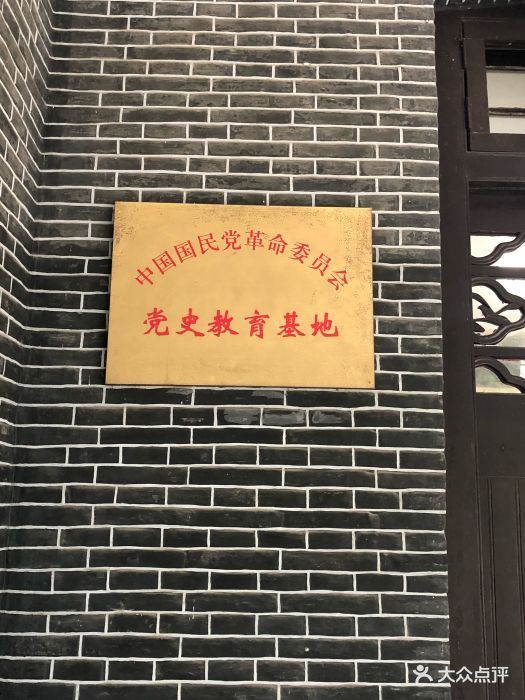 中国国民党革命委员会
党史教育基地
大众点评